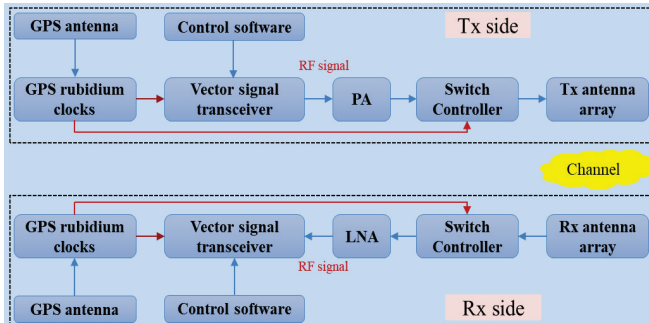 GPS antenna
Control software
Tx side
RF signal
GPS rubidium
clocks
Vector signal
transceiver
PA
Switch
Controller
Tx antenna
array
Channel
GPS rubidium
clocks
Vector signal
transceiver
LNA
Switch
Controller
Rx antenna
array
RF signal
GPS antenna
Control software
Rx side